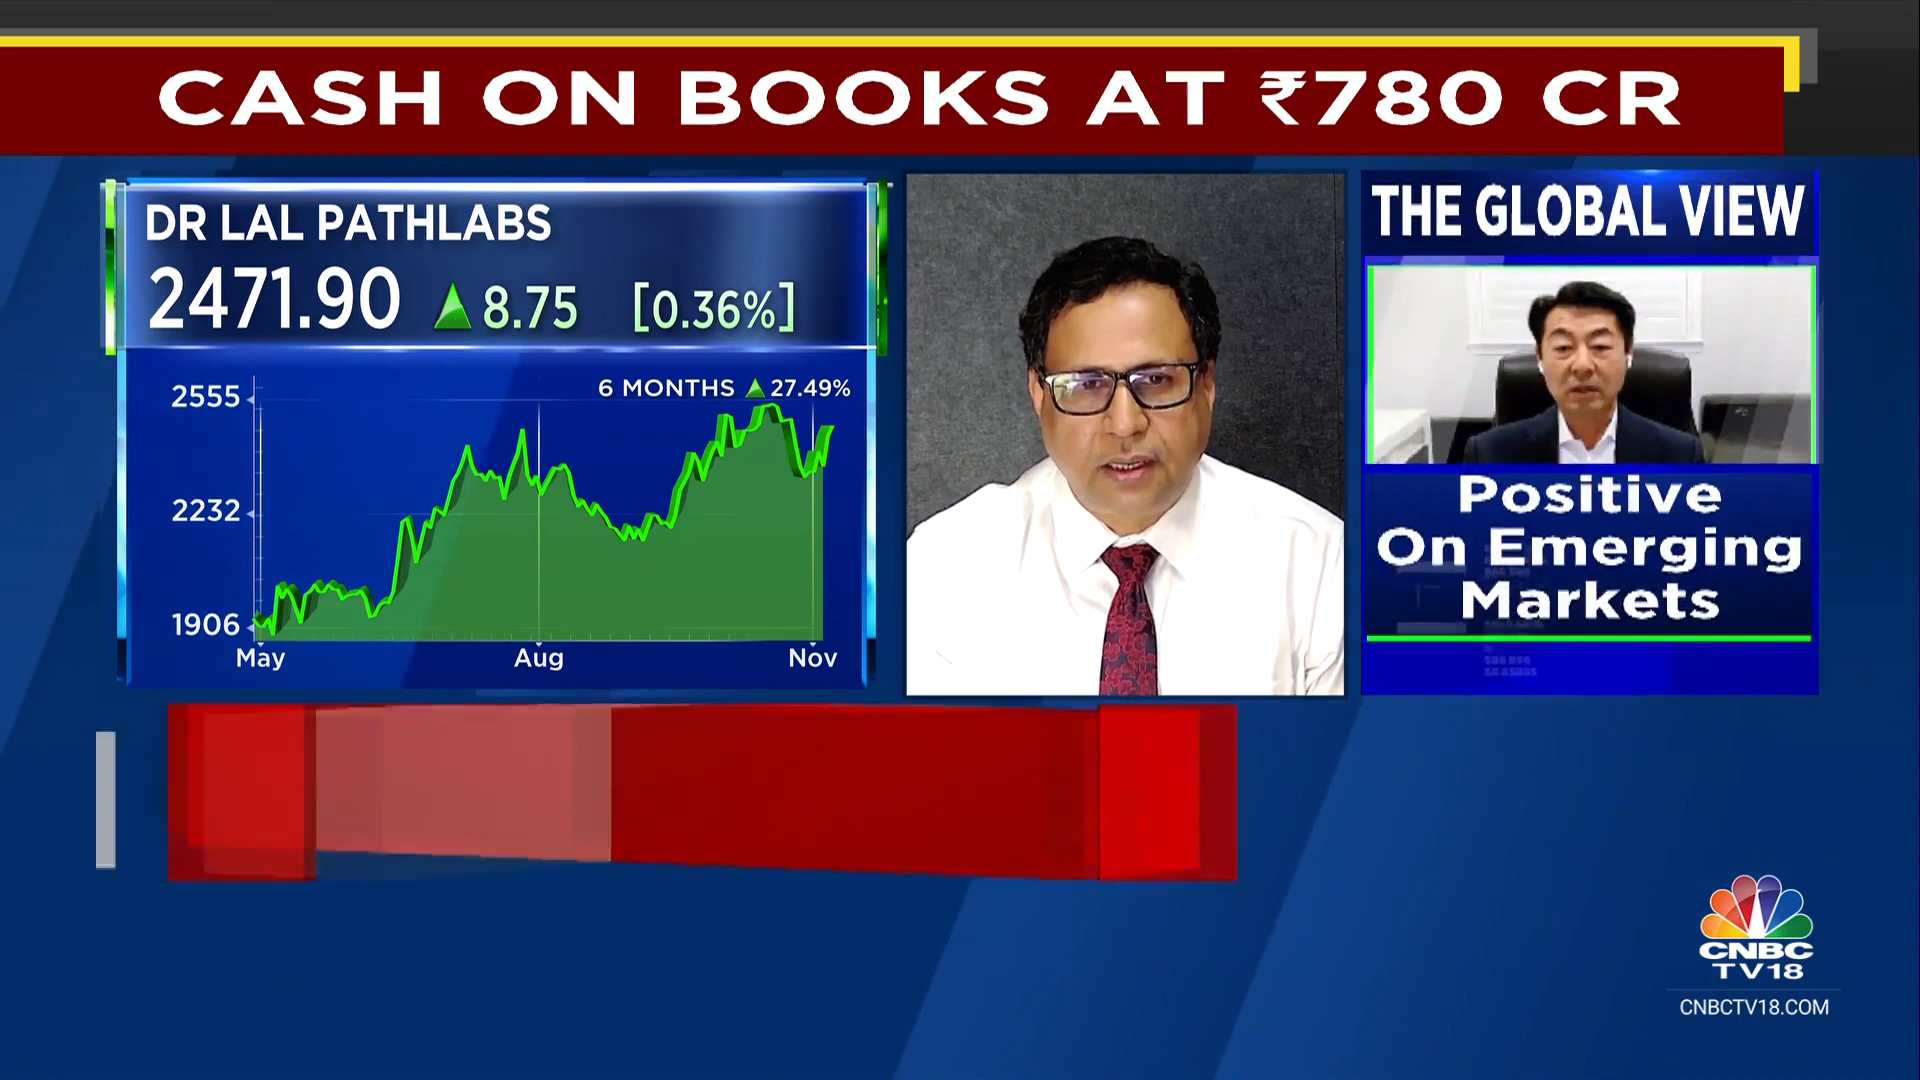 CASH ON BOOKS AT ₹780 CR
DR LAL PATHLABS
2471.90 ▲ 8.75 [0.36%]
6 MONTHS ▲ 27.49%
2555
2232
1906
May Aug Nov
THE GLOBAL VIEW
Positive
On Emerging
Markets
CNBC
TV18
CNBCTV18.COM